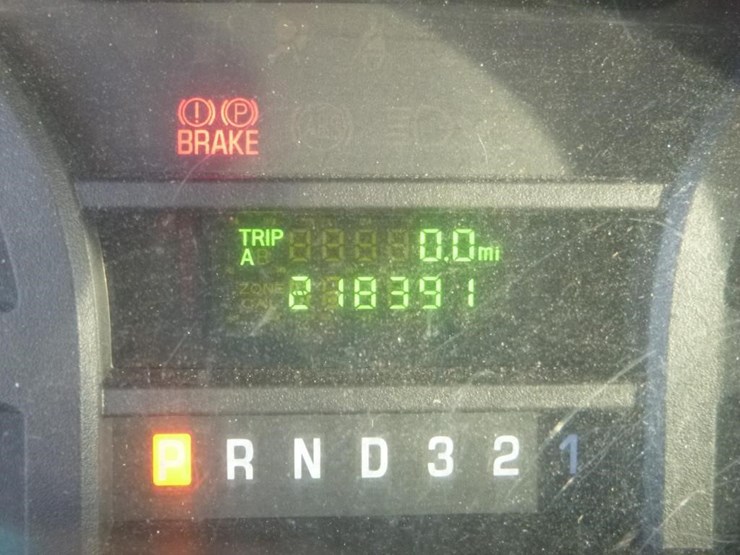 (!) (P)
BRAKE
TRIP A 0.0 mi
218391
P R N D 3 2 1